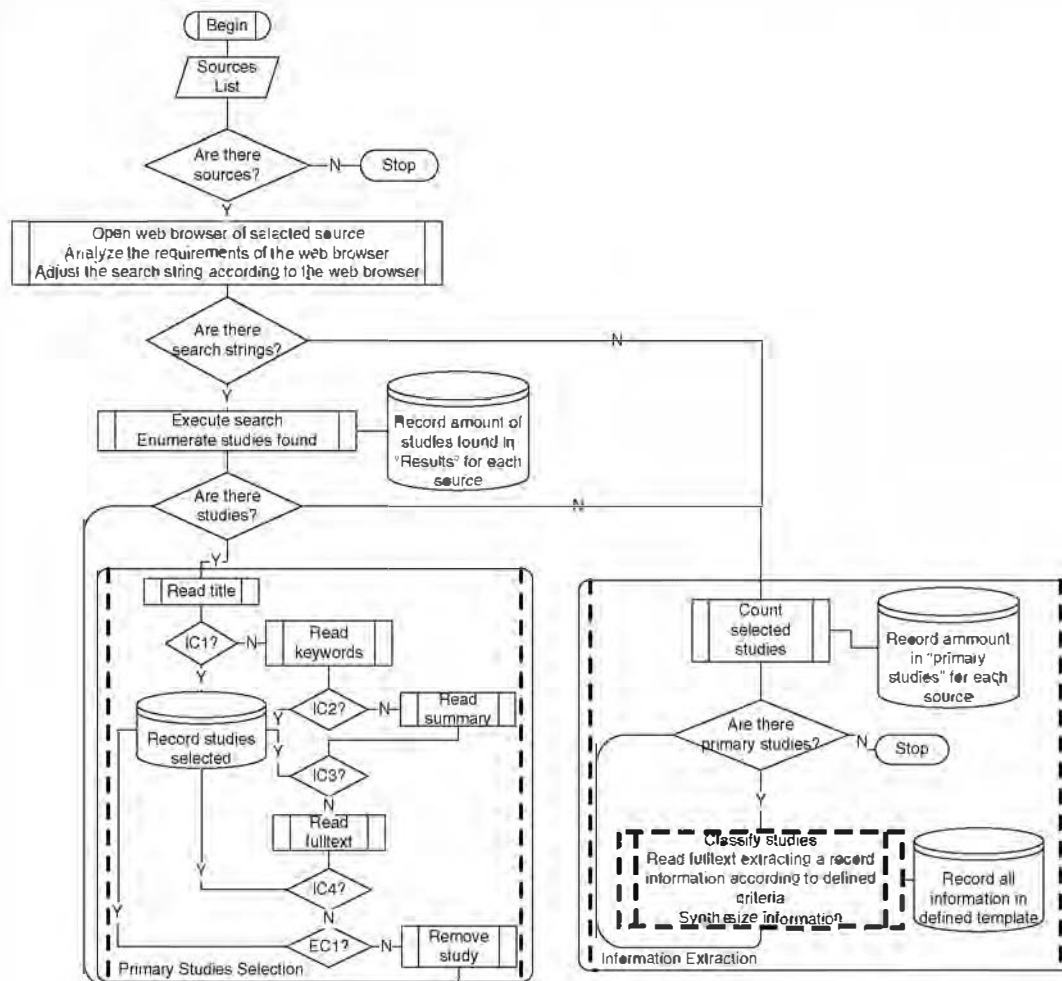 Begin
Sources
List
Are there
sources?
N
Stop
Y
Open web browser of selected source
Analyze the requirements of the web browser
Adjust the search string according to the web browser
Are there
search strings?
N
Y
Execute search
Enumerate studies found
Record amount of
studies found in
"Results" for each
source
Are there
studies?
N
Y
Read title
IC1?
N
Read
keywords
Y
IC2?
N
Read
summary
Y
Record studies
selected
Y
IC3?
N
Read
fulltext
Y
IC4?
N
Y
EC1?
N
Remove
study
Primary Studies Selection
Count
selected
studies
Record ammount
in "primary
studies" for each
source
Are there
primary studies?
N
Stop
Y
Classify studies
Read fulltext extracting a record
information according to defined
criteria
Synthesize information
Record all
information in
defined template
Information Extraction